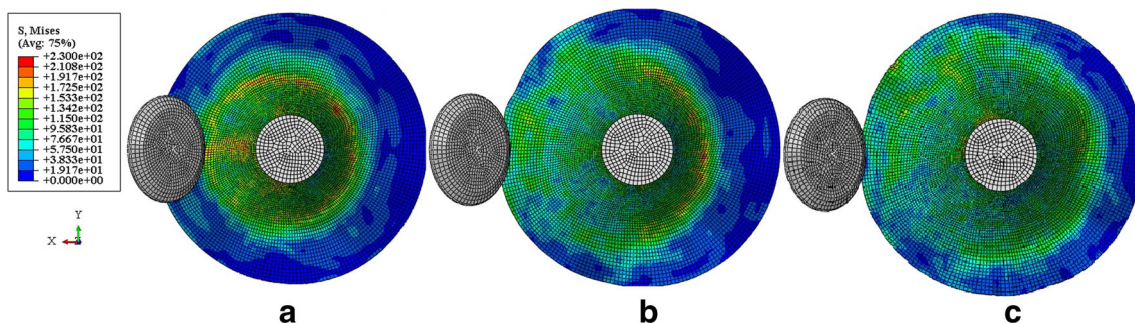 S, Mises
(Avg: 75%)
+2.300e+02
+2.108e+02
+1.917e+02
+1.725e+02
+1.533e+02
+1.342e+02
+1.150e+02
+9.583e+01
+7.667e+01
+5.750e+01
+3.833e+01
+1.917e+01
+0.000e+00
Y
X
a
b
c